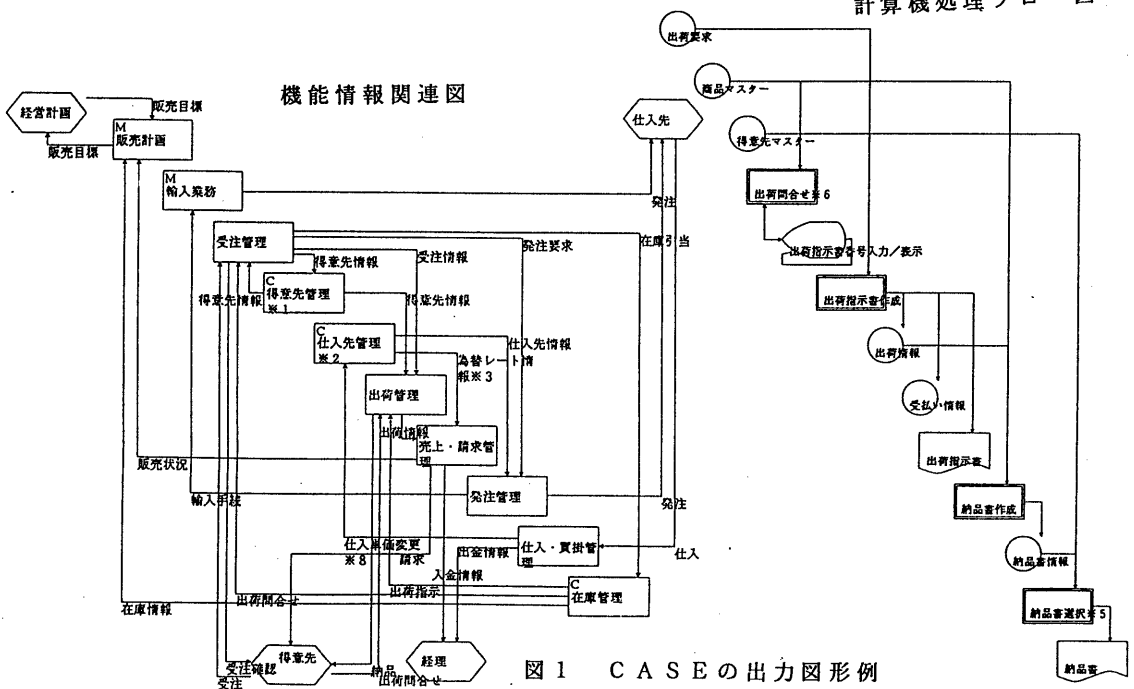 計算機処理フロー図
出荷要求
機能情報関連図
商品マスター
経営計画
販売目標
仕入先
M
販売計画
得意先マスター
販売目標
M
輸入業務
発注
出荷問合せ※6
受注管理
在庫引当
発注要求
受注情報
出荷指示書番号入力/表示
得意先情報
C
得意先管理
※1
得意先情報
得意先情報
出荷指示書作成
C
仕入先管理
※2
仕入先情報
為替レート情
報※3
出荷情報
出荷管理
受払い情報
出荷情報
売上・請求管
理
販売状況
出荷指示書
発注管理
輸入手続
発注
納品書作成
仕入単価変更
※8
請求
出金情報
仕入・買掛管
理
仕入
納品書情報
入金情報
出荷指示
C
在庫管理
出荷問合せ
在庫情報
納品書選択※5
得意先
経理
受注確認
受注
納品
出荷問合せ
納品書
図1 CASEの出力図形例